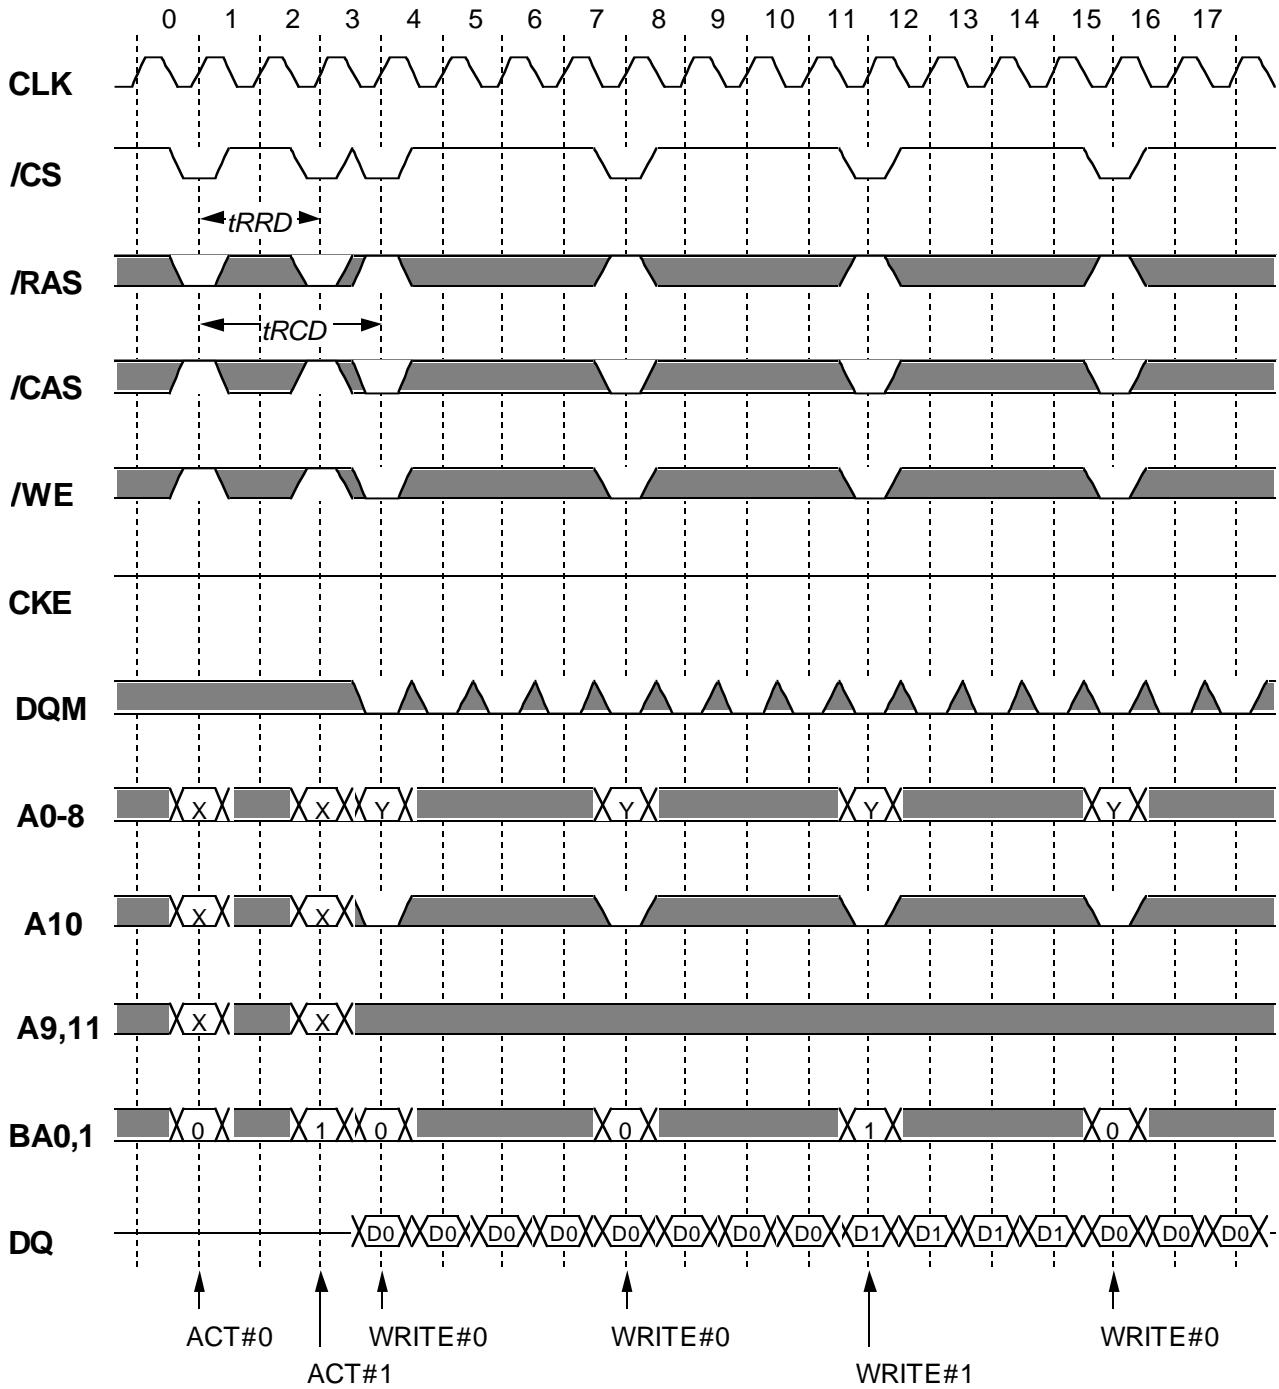 0 1 2 3 4 5 6 7 8 9 10 11 12 13 14 15 16 17
CLK
/CS
tRRD
/RAS
tRCD
/CAS
/WE
CKE
DQM
A0-8 X X Y Y Y Y
A10 X X
A9,11 X X
BA0,1 0 1 0 0 1 0
DQ D0 D0 D0 D0 D0 D0 D0 D0 D1 D1 D1 D1 D0 D0 D0
ACT#0 WRITE#0 WRITE#0 WRITE#0
ACT#1 WRITE#1